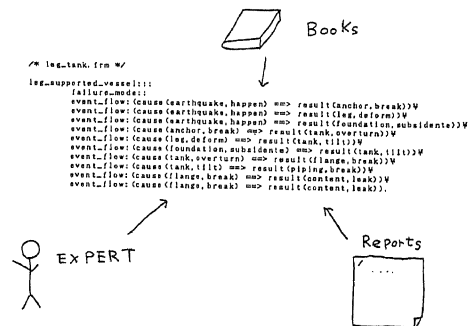 Books
/* leg_tank.frm */
leg_supported_vessel:::
failure_mode::
event_flow:(cause(earthquake,happen) ==> result(anchor,break))¥
event_flow:(cause(earthquake,happen) ==> result(leg,deform))¥
event_flow:(cause(earthquake,happen) ==> result(foundation,subsidente))¥
event_flow:(cause(anchor,break) ==> result(tank,overturn))¥
event_flow:(cause(leg,deform) ==> result(tank,tilt))¥
event_flow:(cause(foundation,subsidente) ==> result(tank,tilt))¥
event_flow:(cause(tank,overturn) ==> result(flange,break))¥
event_flow:(cause(tank,tilt) ==> result(piping,break))¥
event_flow:(cause(flange,break) ==> result(content,leak))¥
event_flow:(cause(flange,break) ==> result(content,leak)).
EXPERT
Reports